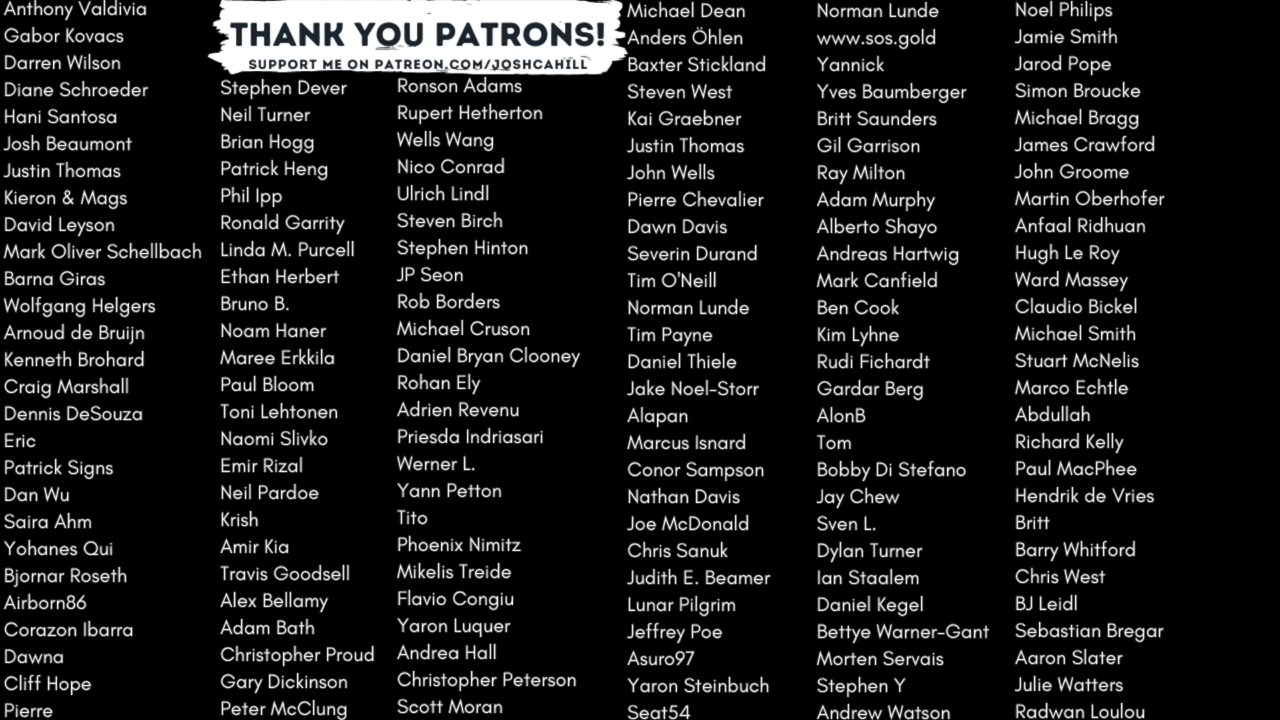 THANK YOU PATRONS!
SUPPORT ME ON PATREON.COM/JOSHCAHILL
Anthony Valdivia
Gabor Kovacs
Darren Wilson
Diane Schroeder
Hani Santosa
Josh Beaumont
Justin Thomas
Kieron & Mags
David Leyson
Mark Oliver Schellbach
Barna Giras
Wolfgang Helgers
Arnoud de Bruijn
Kenneth Brohard
Craig Marshall
Dennis DeSouza
Eric
Patrick Signs
Dan Wu
Saira Ahm
Yohanes Qui
Bjornar Roseth
Airborn86
Corazon Ibarra
Dawna
Cliff Hope
Pierre
Stephen Dever
Neil Turner
Brian Hogg
Patrick Heng
Phil Ipp
Ronald Garrity
Linda M. Purcell
Ethan Herbert
Bruno B.
Noam Haner
Maree Erkkila
Paul Bloom
Toni Lehtonen
Naomi Slivko
Emir Rizal
Neil Pardoe
Krish
Amir Kia
Travis Goodsell
Alex Bellamy
Adam Bath
Christopher Proud
Gary Dickinson
Peter McClung
Ronson Adams
Rupert Hetherton
Wells Wang
Nico Conrad
Ulrich Lindl
Steven Birch
Stephen Hinton
JP Seon
Rob Borders
Michael Cruson
Daniel Bryan Clooney
Rohan Ely
Adrien Revenu
Priesda Indriasari
Werner L.
Yann Petton
Tito
Phoenix Nimitz
Mikelis Treide
Flavio Congiu
Yaron Luquer
Andrea Hall
Christopher Peterson
Scott Moran
Michael Dean
Anders Öhlen
Baxter Stickland
Steven West
Kai Graebner
Justin Thomas
John Wells
Pierre Chevalier
Dawn Davis
Severin Durand
Tim O'Neill
Norman Lunde
Tim Payne
Daniel Thiele
Jake Noel-Storr
Alapan
Marcus Isnard
Conor Sampson
Nathan Davis
Joe McDonald
Chris Sanuk
Judith E. Beamer
Lunar Pilgrim
Jeffrey Poe
Asuro97
Yaron Steinbuch
Seat54
Norman Lunde
www.sos.gold
Yannick
Yves Baumberger
Britt Saunders
Gil Garrison
Ray Milton
Adam Murphy
Alberto Shayo
Andreas Hartwig
Mark Canfield
Ben Cook
Kim Lyhne
Rudi Fichardt
Gardar Berg
AlonB
Tom
Bobby Di Stefano
Jay Chew
Sven L.
Dylan Turner
Ian Staalem
Daniel Kegel
Bettye Warner-Gant
Morten Servais
Stephen Y
Andrew Watson
Noel Philips
Jamie Smith
Jarod Pope
Simon Broucke
Michael Bragg
James Crawford
John Groome
Martin Oberhofer
Anfaal Ridhuan
Hugh Le Roy
Ward Massey
Claudio Bickel
Michael Smith
Stuart McNelis
Marco Echtle
Abdullah
Richard Kelly
Paul MacPhee
Hendrik de Vries
Britt
Barry Whitford
Chris West
BJ Leidl
Sebastian Bregar
Aaron Slater
Julie Watters
Radwan Loulou